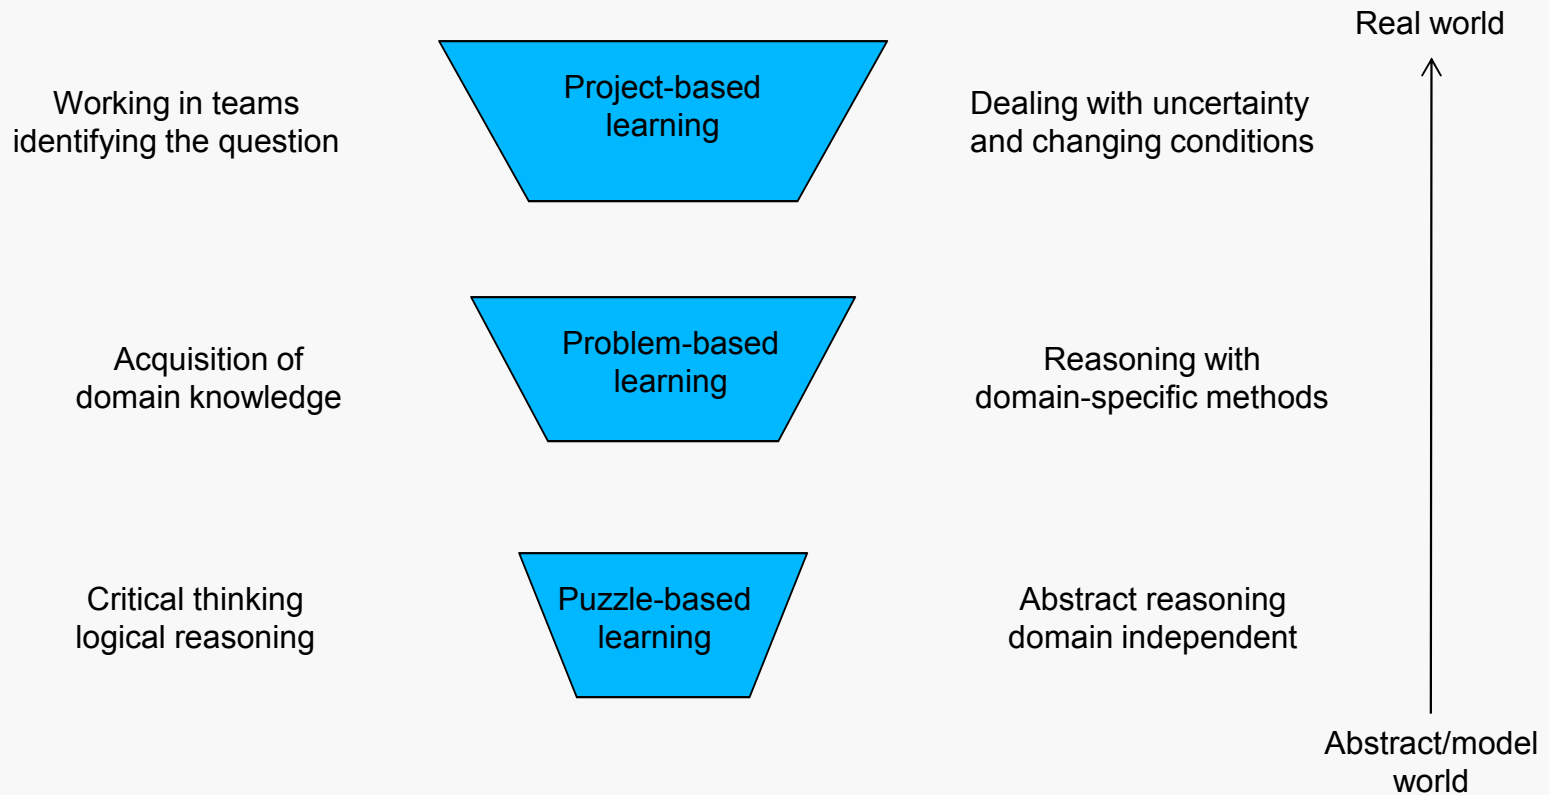 Real world
Project-based
learning
Working in teams
identifying the question
Dealing with uncertainty
and changing conditions
Problem-based
learning
Acquisition of
domain knowledge
Reasoning with
domain-specific methods
Puzzle-based
learning
Critical thinking
logical reasoning
Abstract reasoning
domain independent
Abstract/model
world